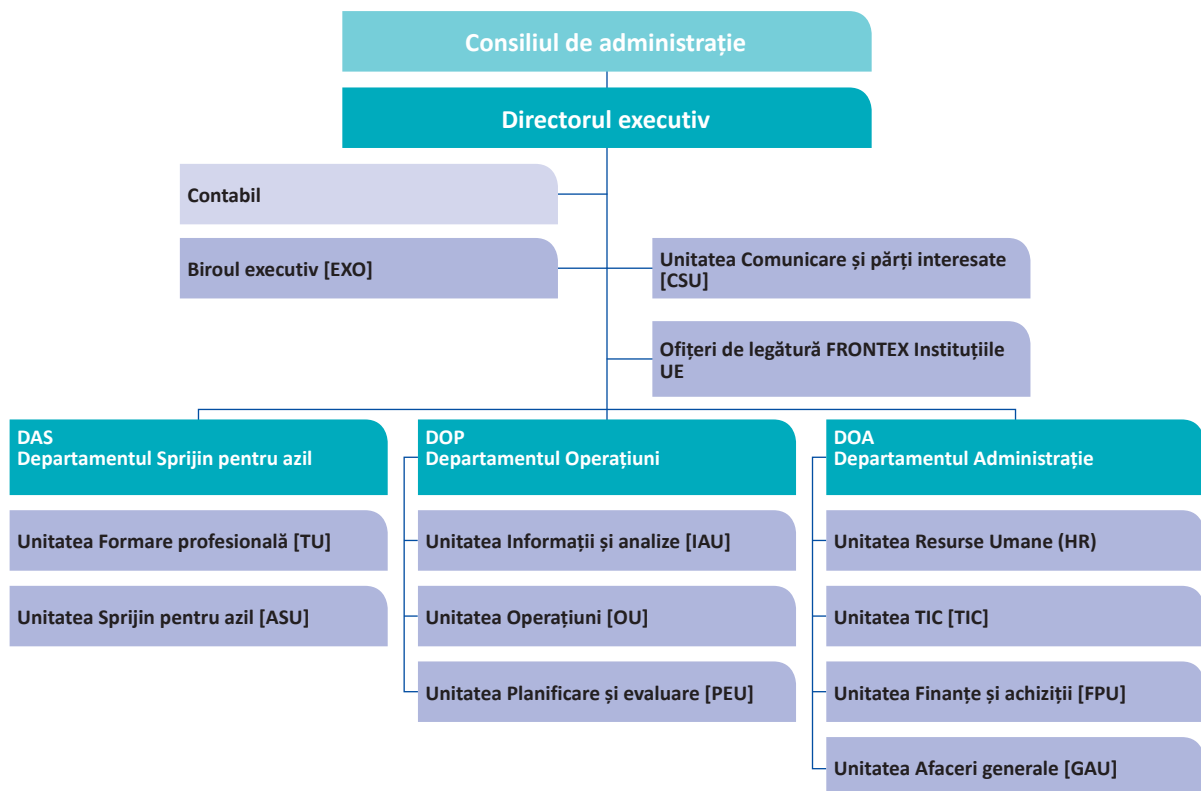 Consiliul de administrație
Directorul executiv
Contabil
Biroul executiv [EXO]
Unitatea Comunicare și părți interesate
[CSU]
Ofițeri de legătură FRONTEX Instituțiile
UE
DAS
Departamentul Sprijin pentru azil
Unitatea Formare profesională [TU]
Unitatea Sprijin pentru azil [ASU]
DOP
Departamentul Operațiuni
Unitatea Informații și analize [IAU]
Unitatea Operațiuni [OU]
Unitatea Planificare și evaluare [PEU]
DOA
Departamentul Administrație
Unitatea Resurse Umane (HR)
Unitatea TIC [TIC]
Unitatea Finanțe și achiziții [FPU]
Unitatea Afaceri generale [GAU]